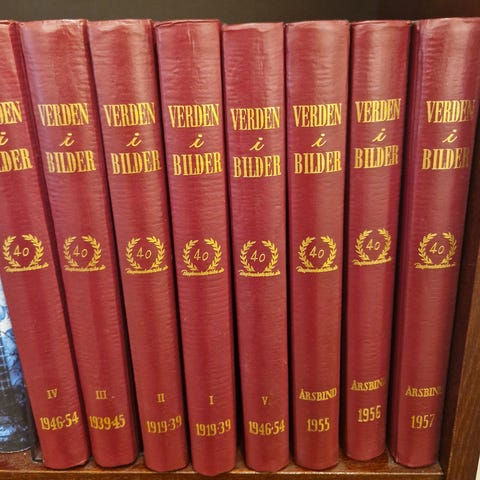 DEN
DER
VERDEN
i
BILDER
40
IV
1946-54
VERDEN
i
BILDER
40
III
1939-45
VERDEN
i
BILDER
40
II
1919-39
VERDEN
i
BILDER
40
I
1919-39
VERDEN
i
BILDER
40
V
1946-54
VERDEN
i
BILDER
40
ÅRSBIND
1955
VERDEN
i
BILDER
40
ÅRSBIND
1956
VERDEN
i
BILDER
40
ÅRSBIND
1957